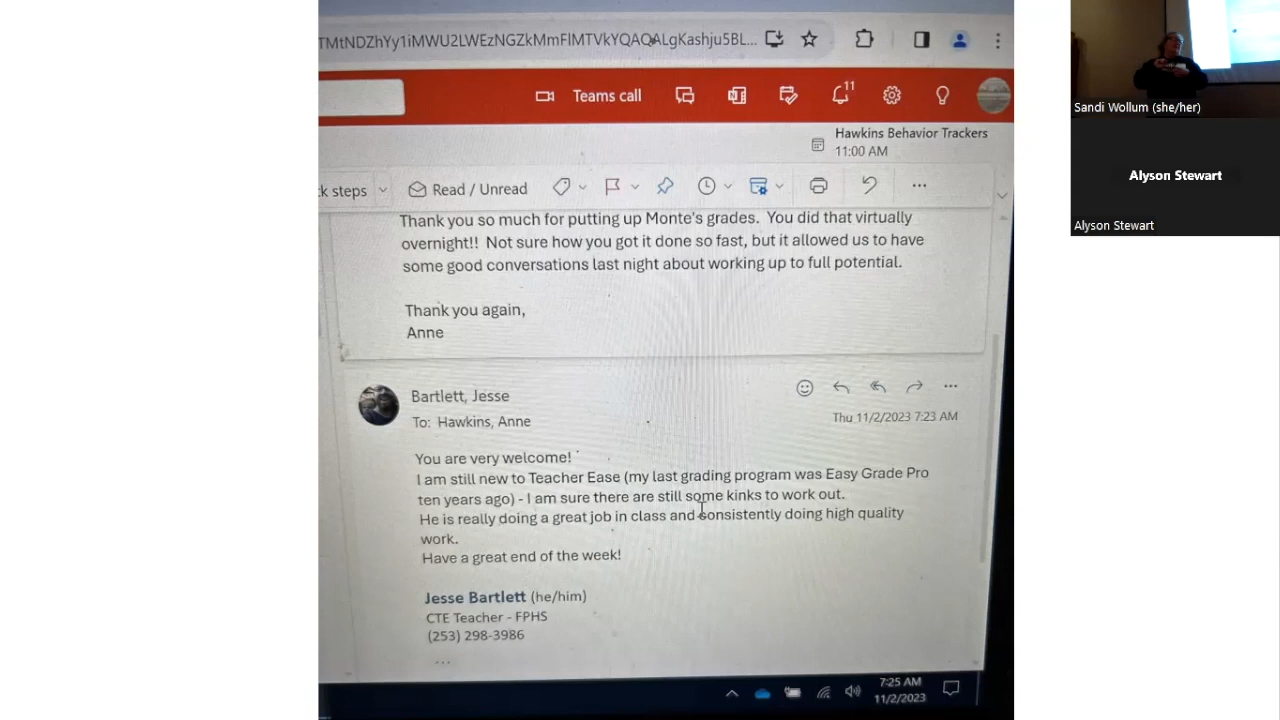 TMtNDZhYy1iMWU2LWEzNGZkMmFlMTVkYQAQALgKashju5BL...
Teams call
11
Hawkins Behavior Trackers
11:00 AM
k steps
Read / Unread
Thank you so much for putting up Monte's grades. You did that virtually
overnight!! Not sure how you got it done so fast, but it allowed us to have
some good conversations last night about working up to full potential.
Thank you again,
Anne
Bartlett, Jesse
To: Hawkins, Anne
Thu 11/2/2023 7:23 AM
You are very welcome!
I am still new to Teacher Ease (my last grading program was Easy Grade Pro
ten years ago) - I am sure there are still some kinks to work out.
He is really doing a great job in class and consistently doing high quality
work.
Have a great end of the week!
Jesse Bartlett (he/him)
CTE Teacher - FPHS
(253) 298-3986
...
7:25 AM
11/2/2023
Sandi Wollum (she/her)
Alyson Stewart
Alyson Stewart